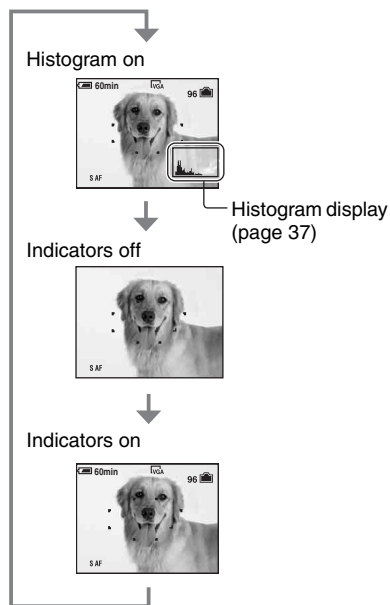 Histogram on
60min VGA 96
S AF
Histogram display
(page 37)
Indicators off
S AF
Indicators on
60min VGA 96
S AF